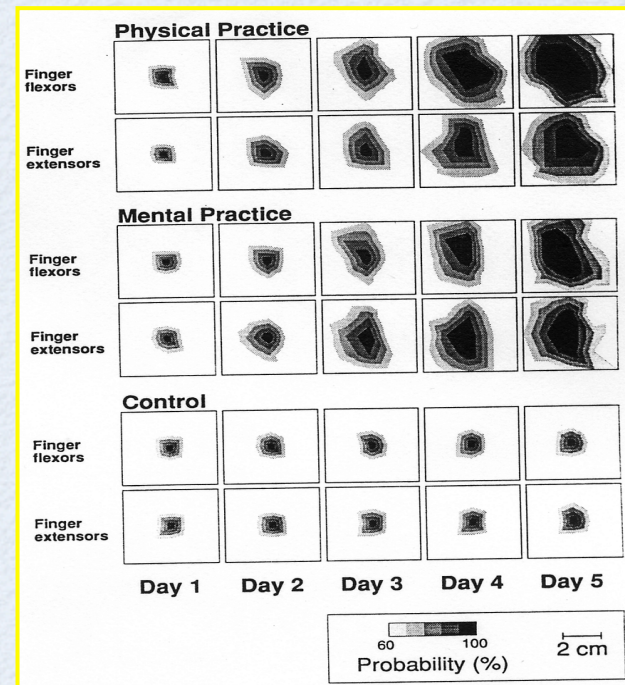 Physical Practice
Finger
flexors
Finger
extensors
Mental Practice
Finger
flexors
Finger
extensors
Control
Finger
flexors
Finger
extensors
Day 1 Day 2 Day 3 Day 4 Day 5
60 100
Probability (%)
2 cm